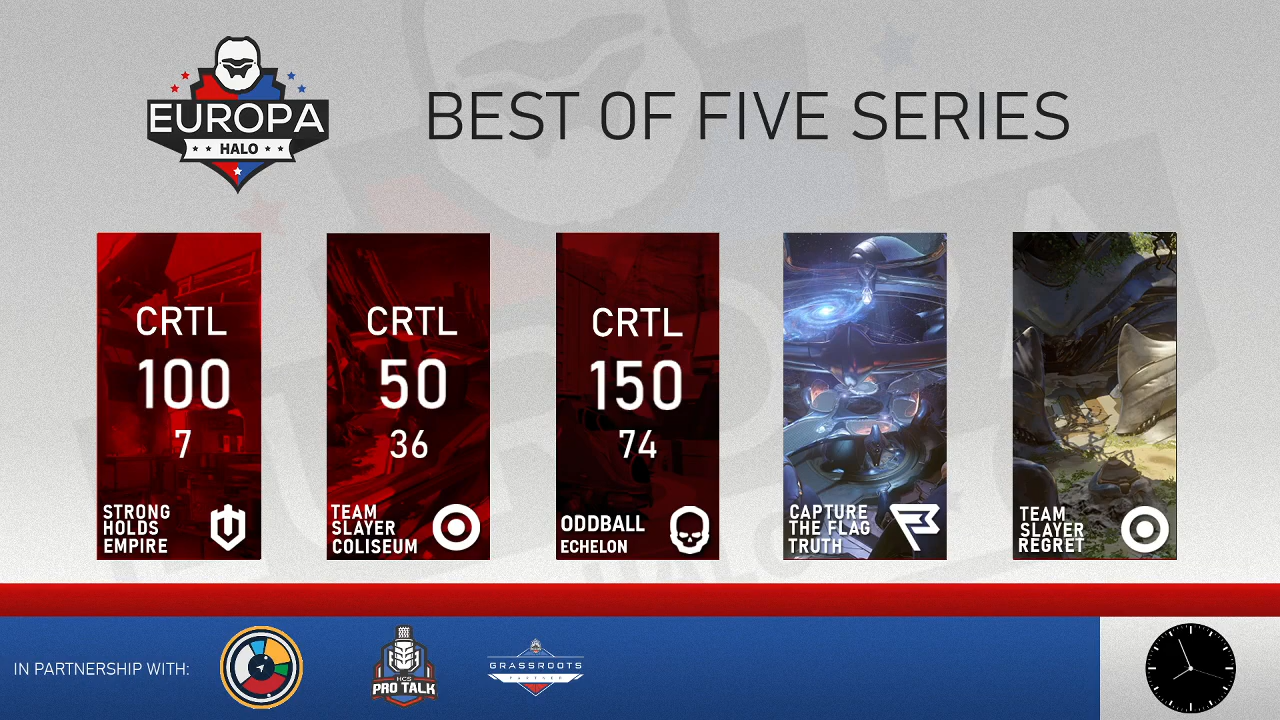 EUROPA
HALO
BEST OF FIVE SERIES
CRTL
100
7
STRONG
HOLDS
EMPIRE
CRTL
50
36
TEAM
SLAYER
COLISEUM
CRTL
150
74
ODDBALL
ECHELON
CAPTURE
THE FLAG
TRUTH
TEAM
SLAYER
REGRET
IN PARTNERSHIP WITH:
HCS
PRO TALK
GRASSROOTS
PARTNER